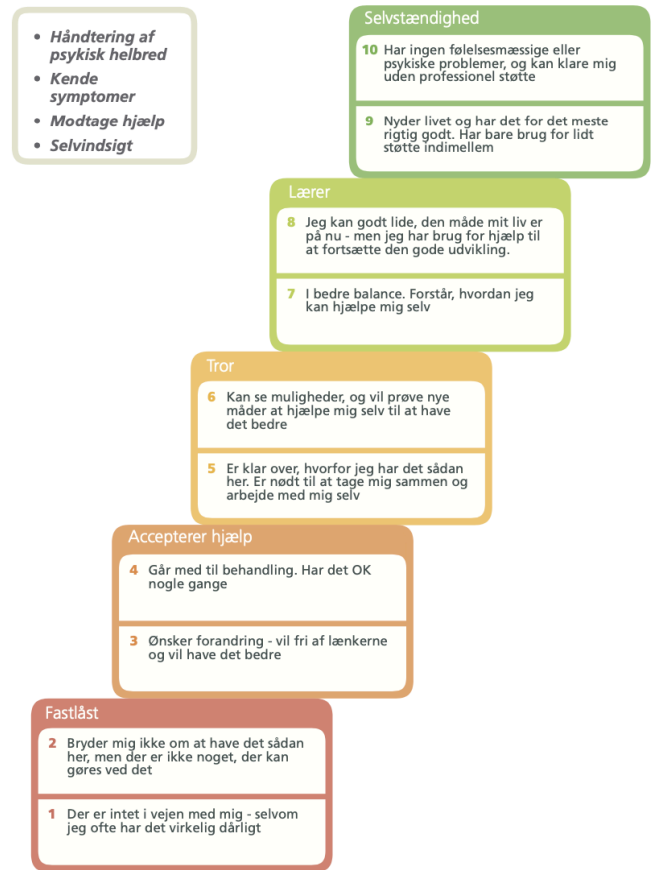 • Håndtering af
psykisk helbred
• Kende
symptomer
• Modtage hjælp
• Selvindsigt
Selvstændighed
10 Har ingen følelsesmæssige eller
psykiske problemer, og kan klare mig
uden professionel støtte
9 Nyder livet og har det for det meste
rigtig godt. Har bare brug for lidt
støtte indimellem
Lærer
8 Jeg kan godt lide, den måde mit liv er
på nu - men jeg har brug for hjælp til
at fortsætte den gode udvikling.
7 I bedre balance. Forstår, hvordan jeg
kan hjælpe mig selv
Tror
6 Kan se muligheder, og vil prøve nye
måder at hjælpe mig selv til at have
det bedre
5 Er klar over, hvorfor jeg har det sådan
her. Er nødt til at tage mig sammen og
arbejde med mig selv
Accepterer hjælp
4 Går med til behandling. Har det OK
nogle gange
3 Ønsker forandring - vil fri af lænkerne
og vil have det bedre
Fastlåst
2 Bryder mig ikke om at have det sådan
her, men der er ikke noget, der kan
gøres ved det
1 Der er intet i vejen med mig - selvom
jeg ofte har det virkelig dårligt